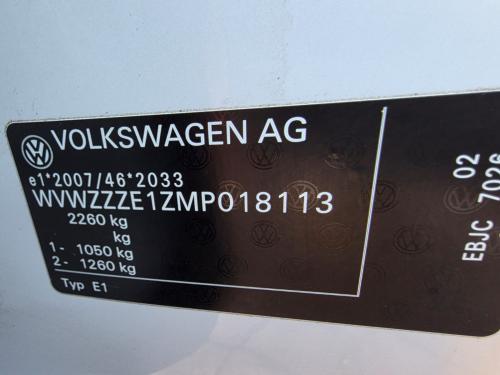 VOLKSWAGEN AG
e1*2007/46*2033
WVWZZZE1ZMP018113
2260 kg
kg
1- 1050 kg
2- 1260 kg
Typ E1
02
EBJC 7026